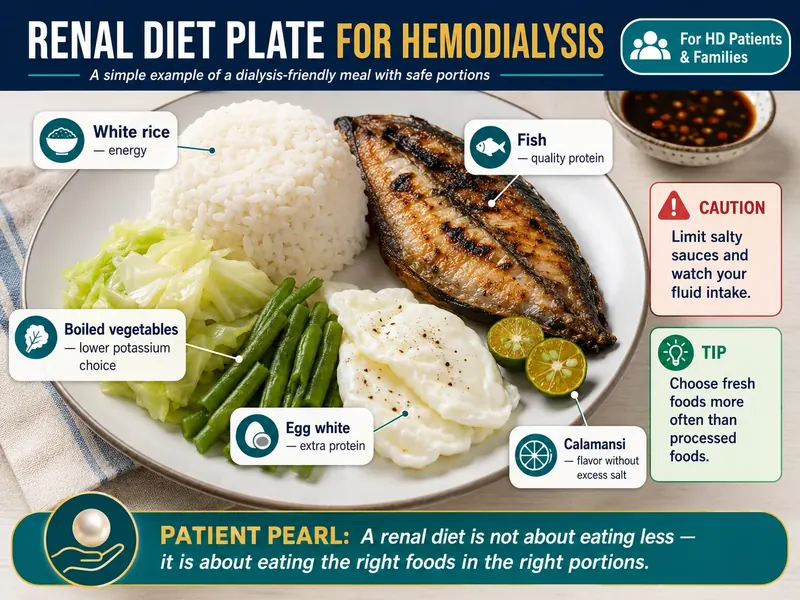 RENAL DIET PLATE FOR HEMODIALYSIS
A simple example of a dialysis-friendly meal with safe portions
For HD Patients
& Families
White rice
— energy
Fish
— quality protein
CAUTION
Limit salty
sauces and
watch your
fluid intake.
Boiled vegetables
— lower potassium
choice
TIP
Choose fresh
foods more
often than
processed
foods.
Egg white
— extra protein
Calamansi
— flavor without
excess salt
PATIENT PEARL: A renal diet is not about eating less —
it is about eating the right foods in the right portions.